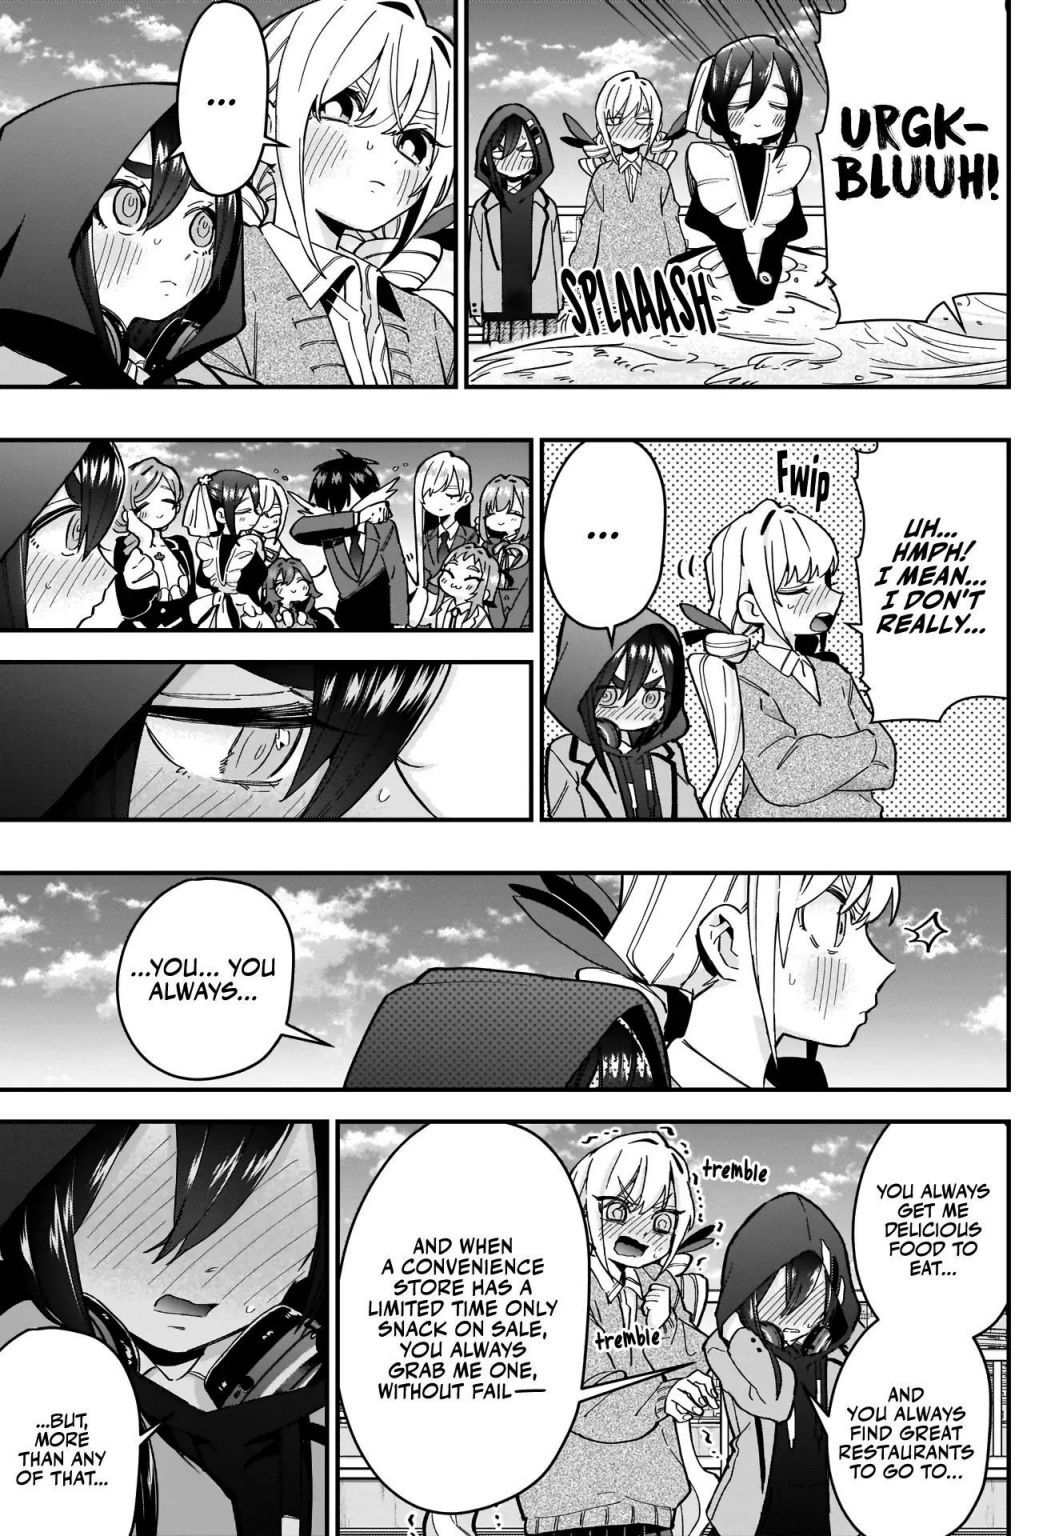 URGK-
BLUUH!
SPLAAASH
...
UH...
HMPH!
I MEAN...
I DON'T
REALLY...
FWIP
...
...YOU... YOU
ALWAYS...
YOU ALWAYS
GET ME
DELICIOUS
FOOD TO
EAT...
AND
YOU ALWAYS
FIND GREAT
RESTAURANTS
TO GO TO...
tremble
tremble
AND WHEN
A CONVENIENCE
STORE HAS A
LIMITED TIME ONLY
SNACK ON SALE,
YOU ALWAYS
GRAB ME ONE,
WITHOUT FAIL—
...BUT,
MORE
THAN ANY
OF THAT...